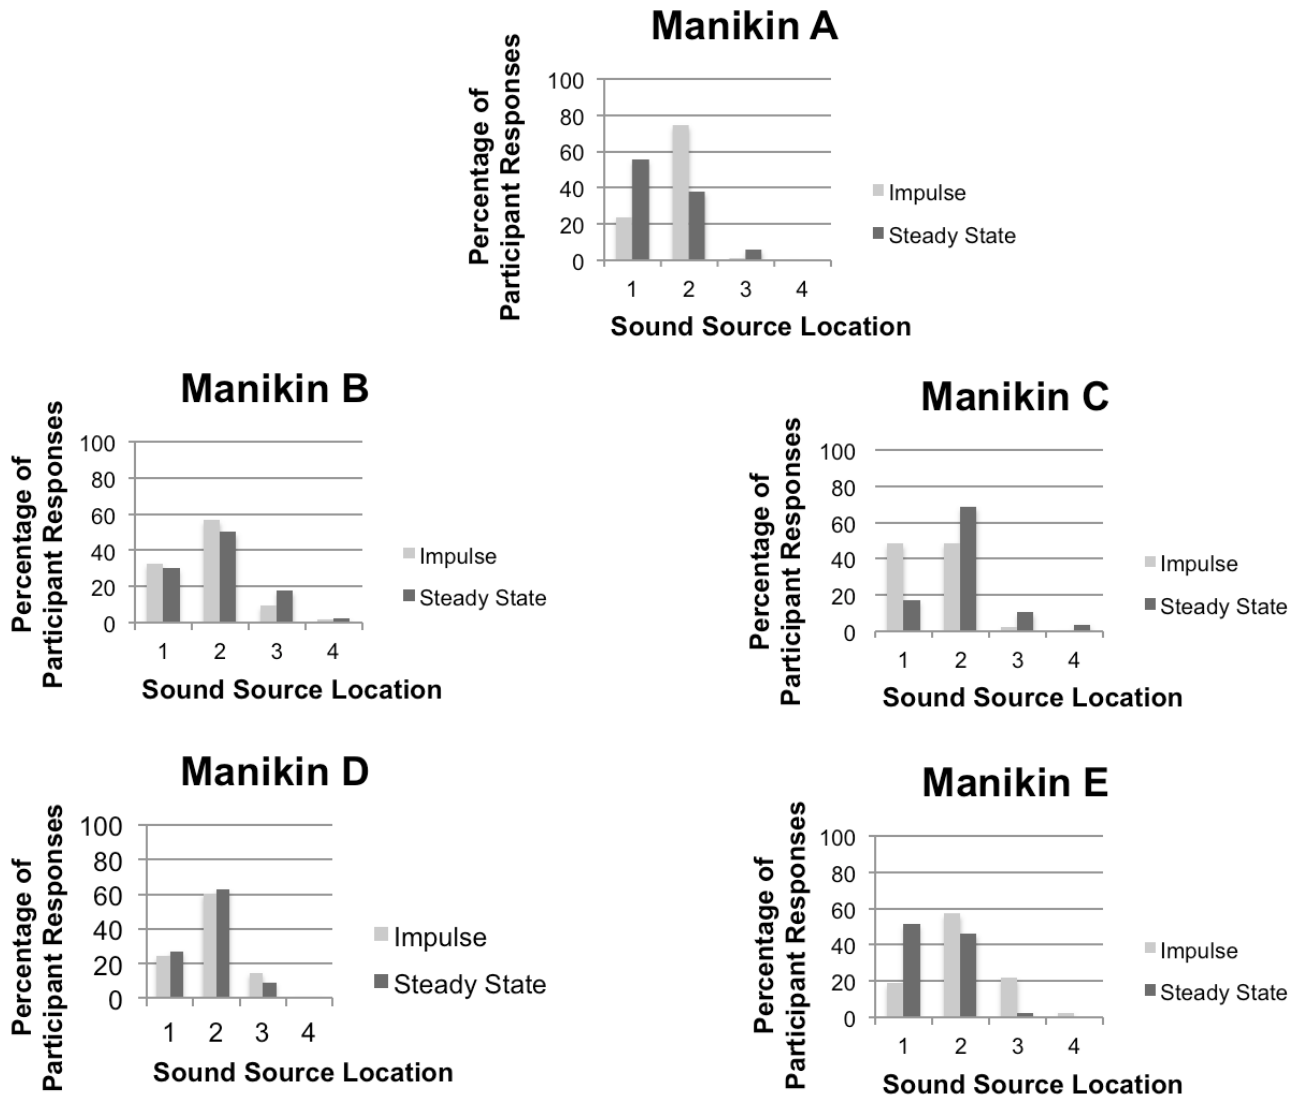 Manikin A
Percentage of
Participant Responses
100
80
60
40
20
0
1 2 3 4
Sound Source Location
Impulse
Steady State
Manikin B
Percentage of
Participant Responses
100
80
60
40
20
0
1 2 3 4
Sound Source Location
Impulse
Steady State
Manikin C
Percentage of
Participant Responses
100
80
60
40
20
0
1 2 3 4
Sound Source Location
Impulse
Steady State
Manikin D
Percentage of
Participant Responses
100
80
60
40
20
0
1 2 3 4
Sound Source Location
Impulse
Steady State
Manikin E
Percentage of
Participant Responses
100
80
60
40
20
0
1 2 3 4
Sound Source Location
Impulse
Steady State